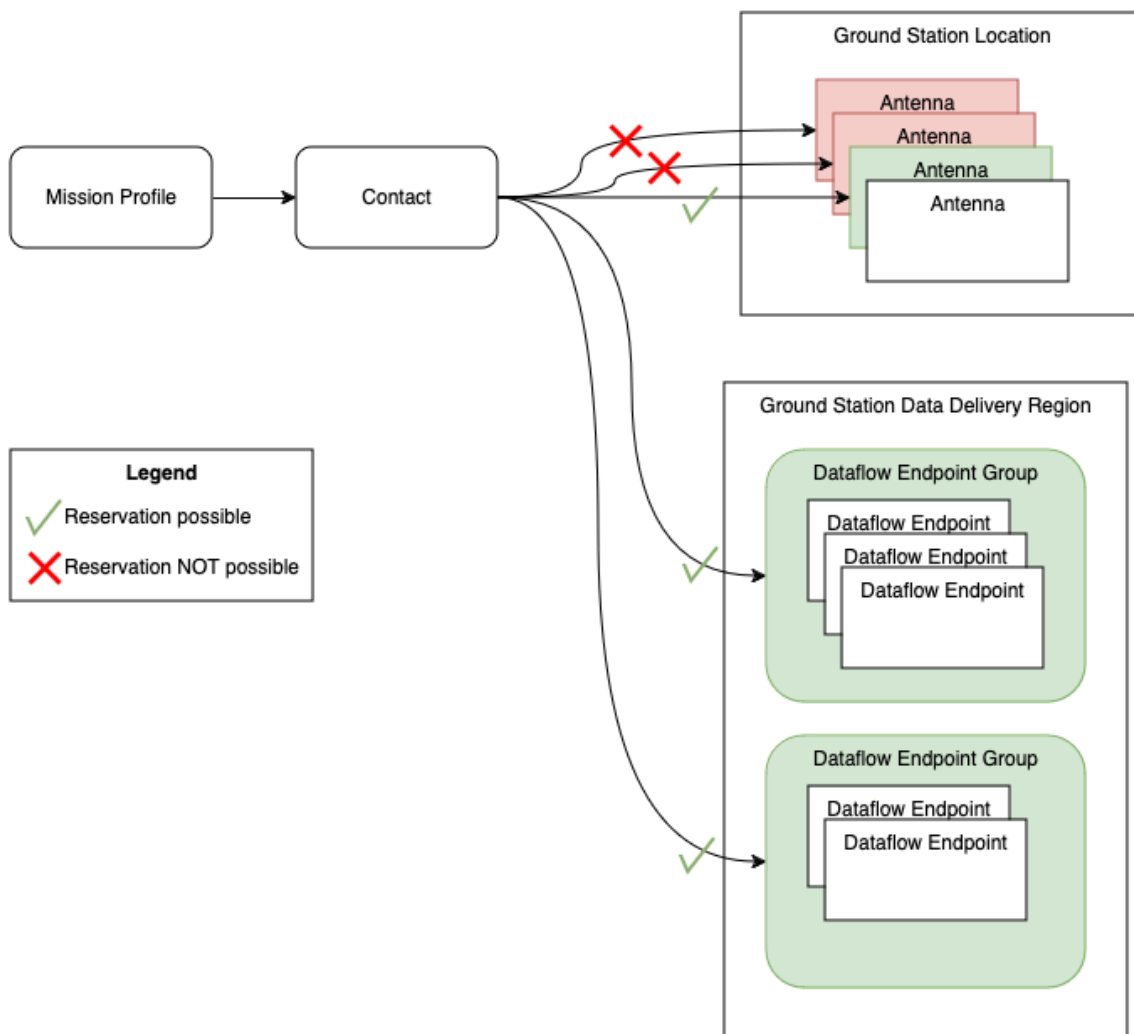 Ground Station Location
Antenna
Antenna
Antenna
Antenna
Mission Profile
Contact
Ground Station Data Delivery Region
Dataflow Endpoint Group
Dataflow Endpoint
Dataflow Endpoint
Dataflow Endpoint
Legend
Reservation possible
Reservation NOT possible
Dataflow Endpoint Group
Dataflow Endpoint
Dataflow Endpoint